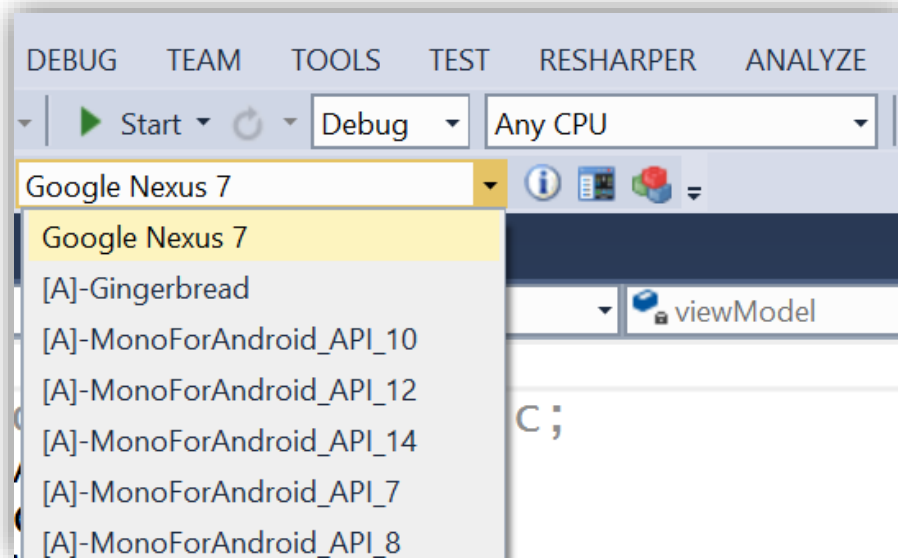 DEBUG TEAM TOOLS TEST RESHARPER ANALYZE
Start Debug Any CPU
Google Nexus 7
Google Nexus 7
[A]-Gingerbread
viewModel
[A]-MonoForAndroid_API_10
[A]-MonoForAndroid_API_12
c;
[A]-MonoForAndroid_API_14
[A]-MonoForAndroid_API_7
[A]-MonoForAndroid_API_8